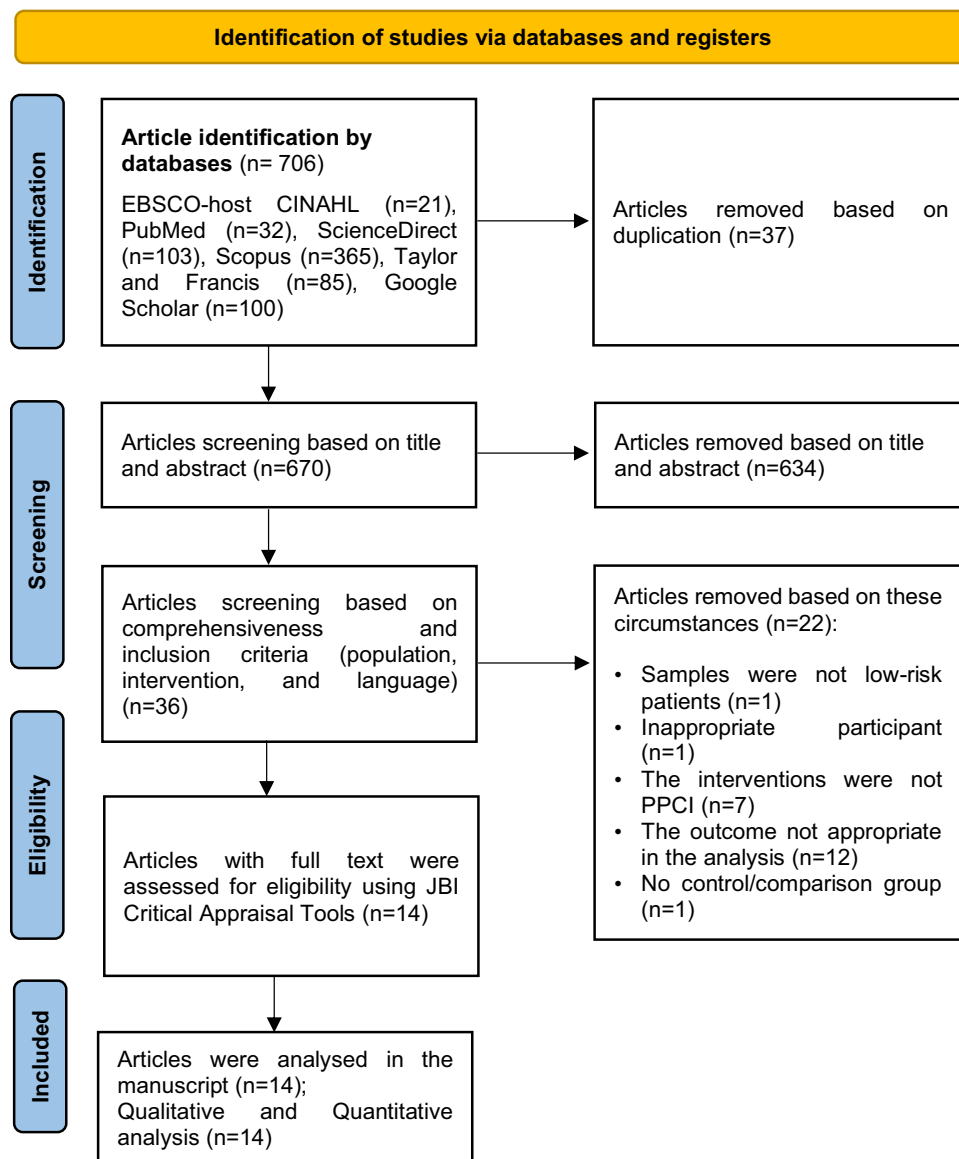 Identification of studies via databases and registers
Identification
Article identification by
databases (n= 706)
EBSCO-host CINAHL (n=21),
PubMed (n=32), ScienceDirect
(n=103), Scopus (n=365), Taylor
and Francis (n=85), Google
Scholar (n=100)
Articles removed based on
duplication (n=37)
Screening
Articles screening based on title
and abstract (n=670)
Articles removed based on title
and abstract (n=634)
Articles screening based on
comprehensiveness and
inclusion criteria (population,
intervention, and language)
(n=36)
Articles removed based on these
circumstances (n=22):
• Samples were not low-risk
patients (n=1)
• Inappropriate participant
(n=1)
• The interventions were not
PPCI (n=7)
• The outcome not appropriate
in the analysis (n=12)
• No control/comparison group
(n=1)
Eligibility
Articles with full text were
assessed for eligibility using JBI
Critical Appraisal Tools (n=14)
Included
Articles were analysed in the
manuscript (n=14);
Qualitative and Quantitative
analysis (n=14)